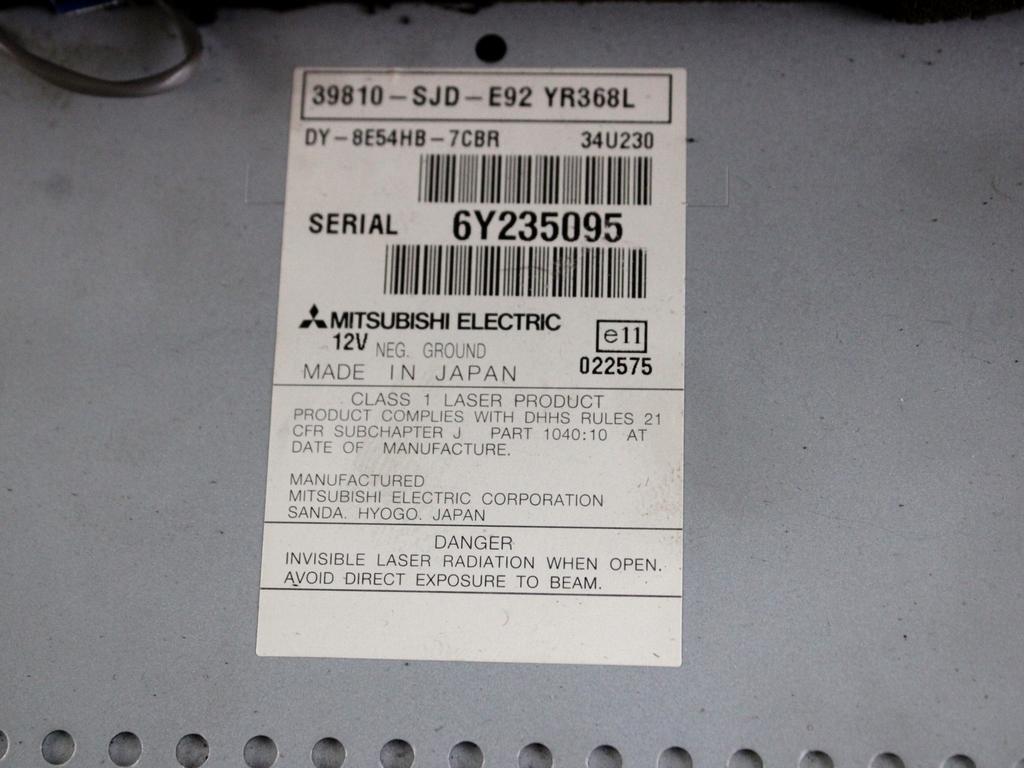 39810-SJD-E92 YR368L
DY-8E54HB-7CBR 34U230
SERIAL 6Y235095
MITSUBISHI ELECTRIC
12V NEG. GROUND e11
MADE IN JAPAN 022575
CLASS 1 LASER PRODUCT
PRODUCT COMPLIES WITH DHHS RULES 21
CFR SUBCHAPTER J PART 1040:10 AT
DATE OF MANUFACTURE.
MANUFACTURED
MITSUBISHI ELECTRIC CORPORATION
SANDA. HYOGO. JAPAN
DANGER
INVISIBLE LASER RADIATION WHEN OPEN.
AVOID DIRECT EXPOSURE TO BEAM.